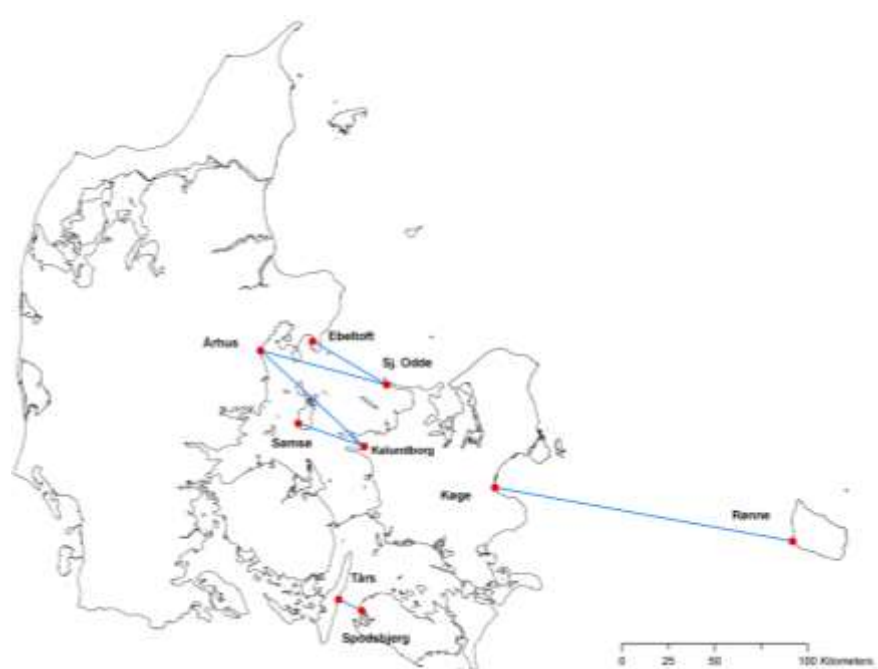 Ebeltoft
Århus
Sj. Odde
Samsø
Kalundborg
Køge
Rønne
Tårs
Spodsbjerg
0 25 50 100 Kilometers